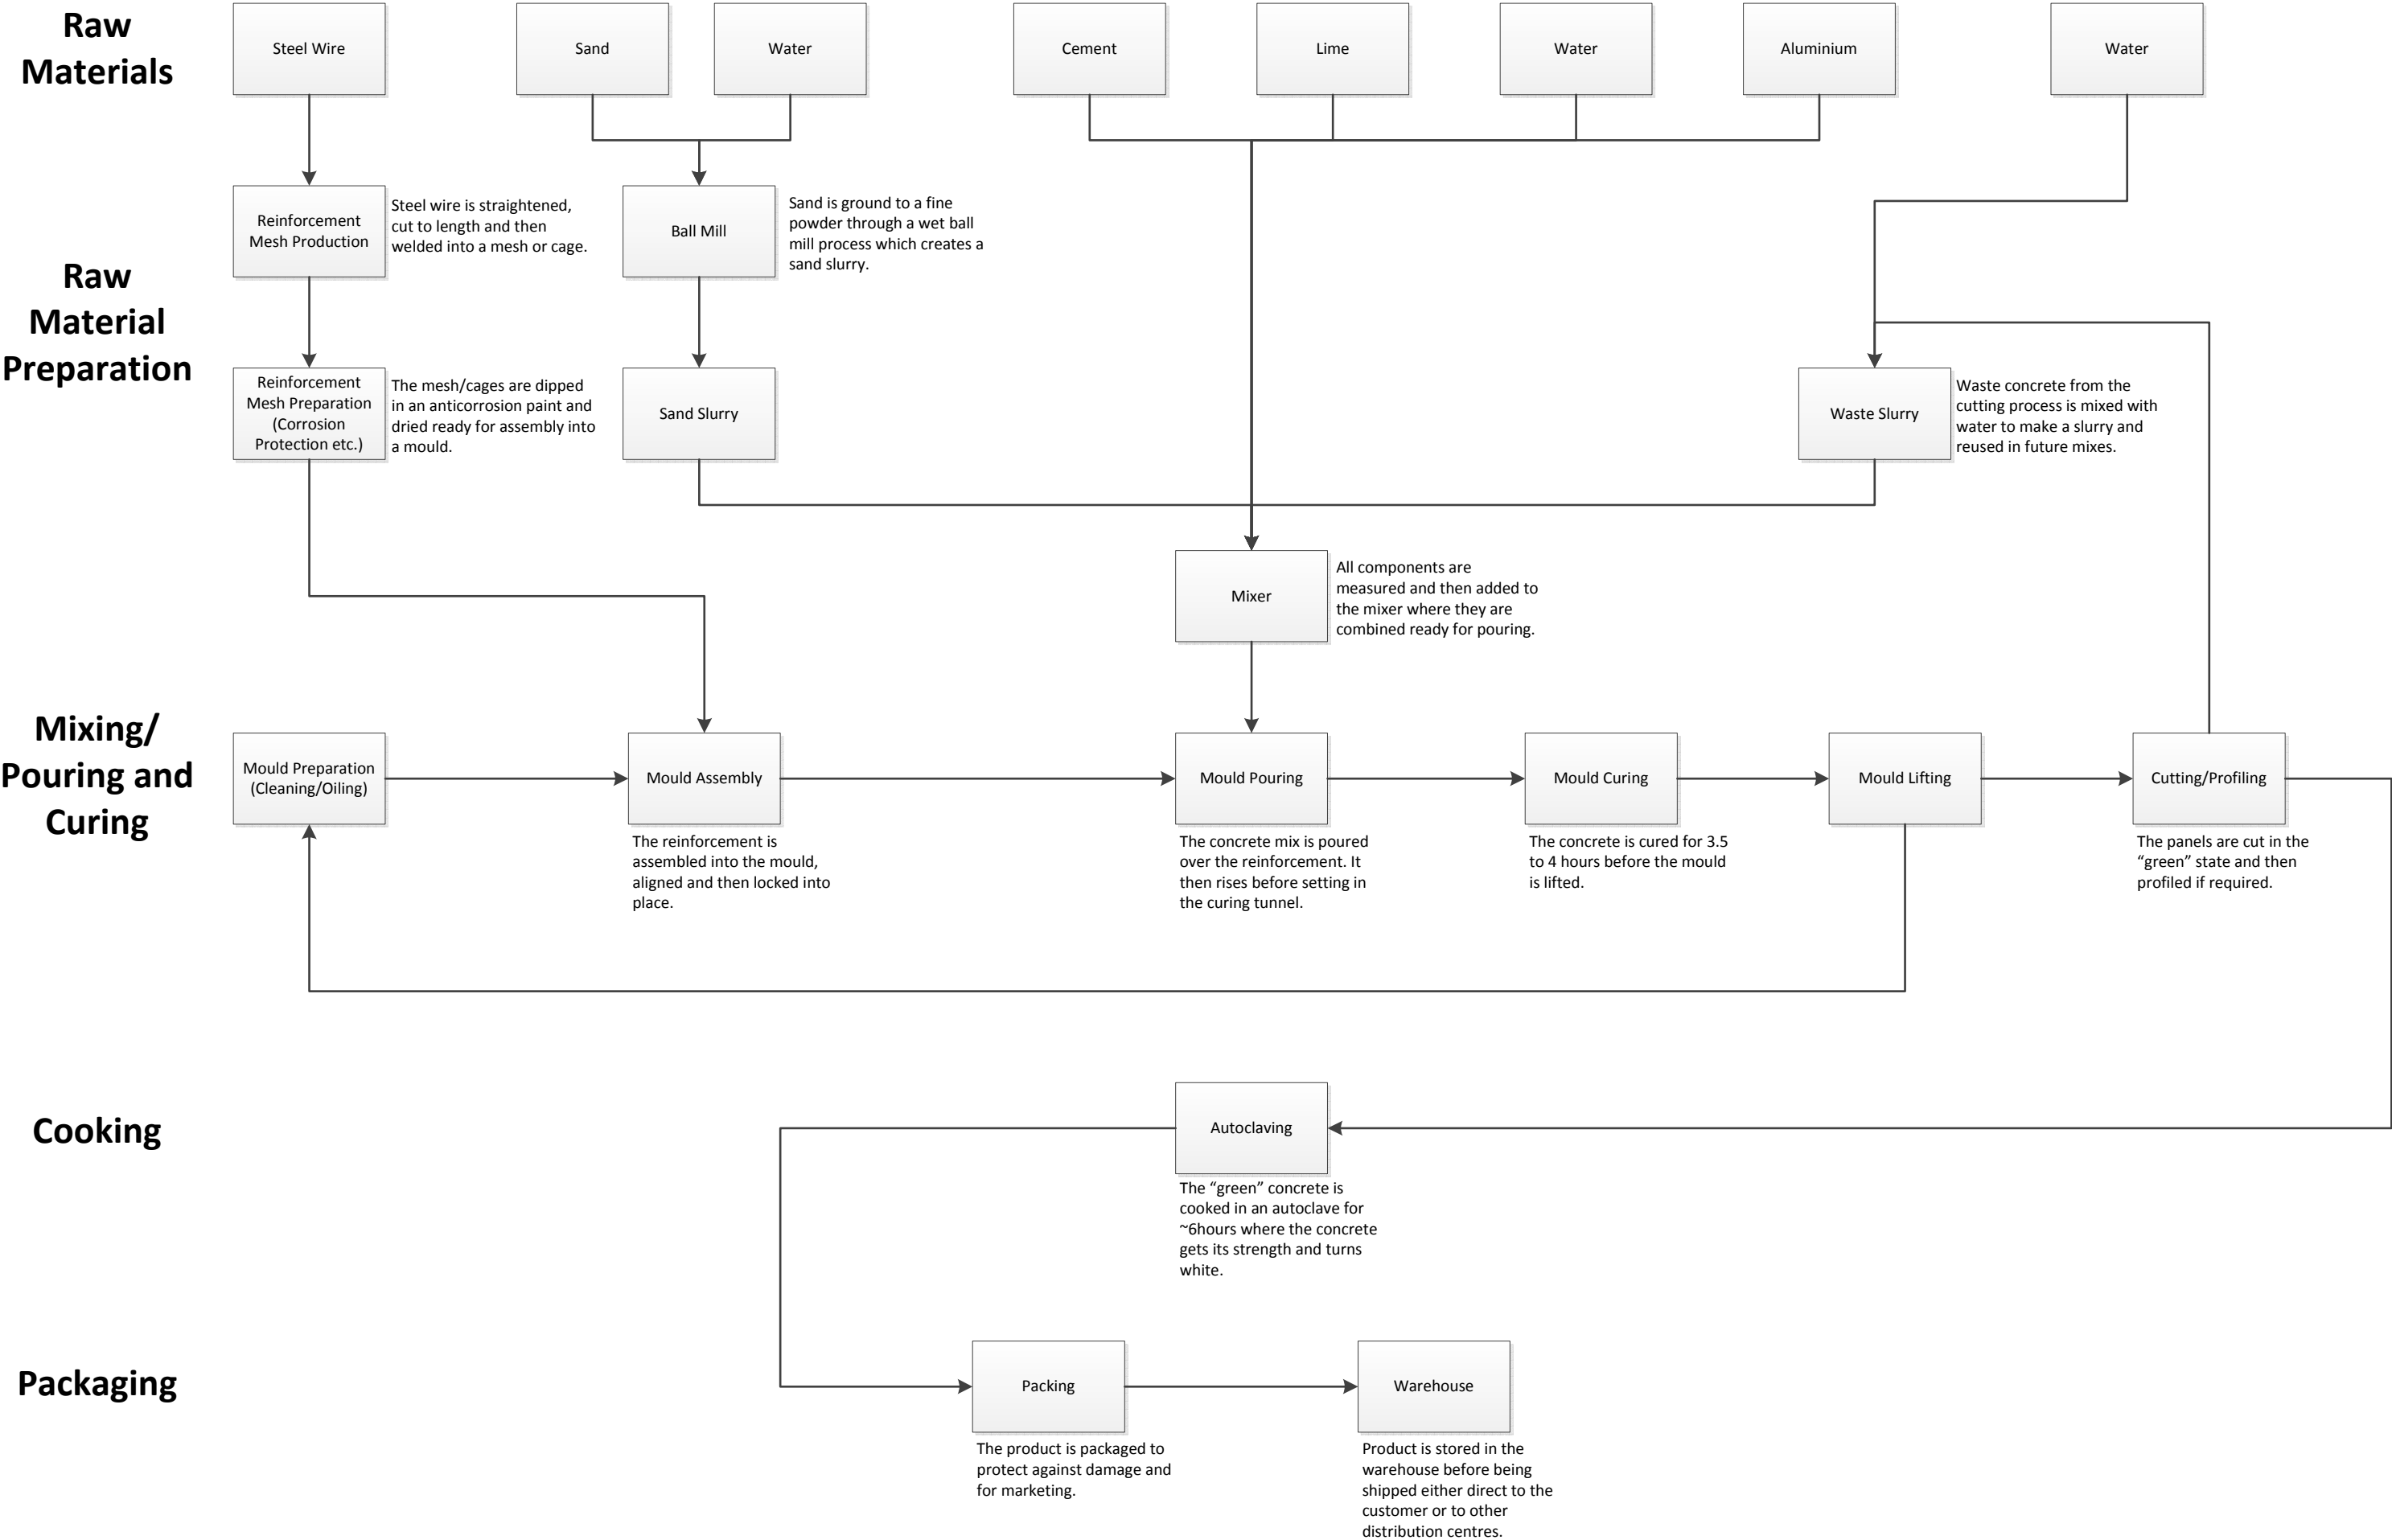 Raw
Materials
Steel Wire
Sand
Water
Cement
Lime
Water
Aluminium
Water
Raw
Material
Preparation
Reinforcement
Mesh Production
Steel wire is straightened,
cut to length and then
welded into a mesh or cage.
Ball Mill
Sand is ground to a fine
powder through a wet ball
mill process which creates a
sand slurry.
Reinforcement
Mesh Preparation
(Corrosion
Protection etc.)
The mesh/cages are dipped
in an anticorrosion paint and
dried ready for assembly into
a mould.
Sand Slurry
Waste Slurry
Waste concrete from the
cutting process is mixed with
water to make a slurry and
reused in future mixes.
Mixer
All components are
measured and then added to
the mixer where they are
combined ready for pouring.
Mixing/
Pouring and
Curing
Mould Preparation
(Cleaning/Oiling)
Mould Assembly
The reinforcement is
assembled into the mould,
aligned and then locked into
place.
Mould Pouring
The concrete mix is poured
over the reinforcement. It
then rises before setting in
the curing tunnel.
Mould Curing
The concrete is cured for 3.5
to 4 hours before the mould
is lifted.
Mould Lifting
Cutting/Profiling
The panels are cut in the
“green” state and then
profiled if required.
Cooking
Autoclaving
The “green” concrete is
cooked in an autoclave for
~6hours where the concrete
gets its strength and turns
white.
Packaging
Packing
The product is packaged to
protect against damage and
for marketing.
Warehouse
Product is stored in the
warehouse before being
shipped either direct to the
customer or to other
distribution centres.